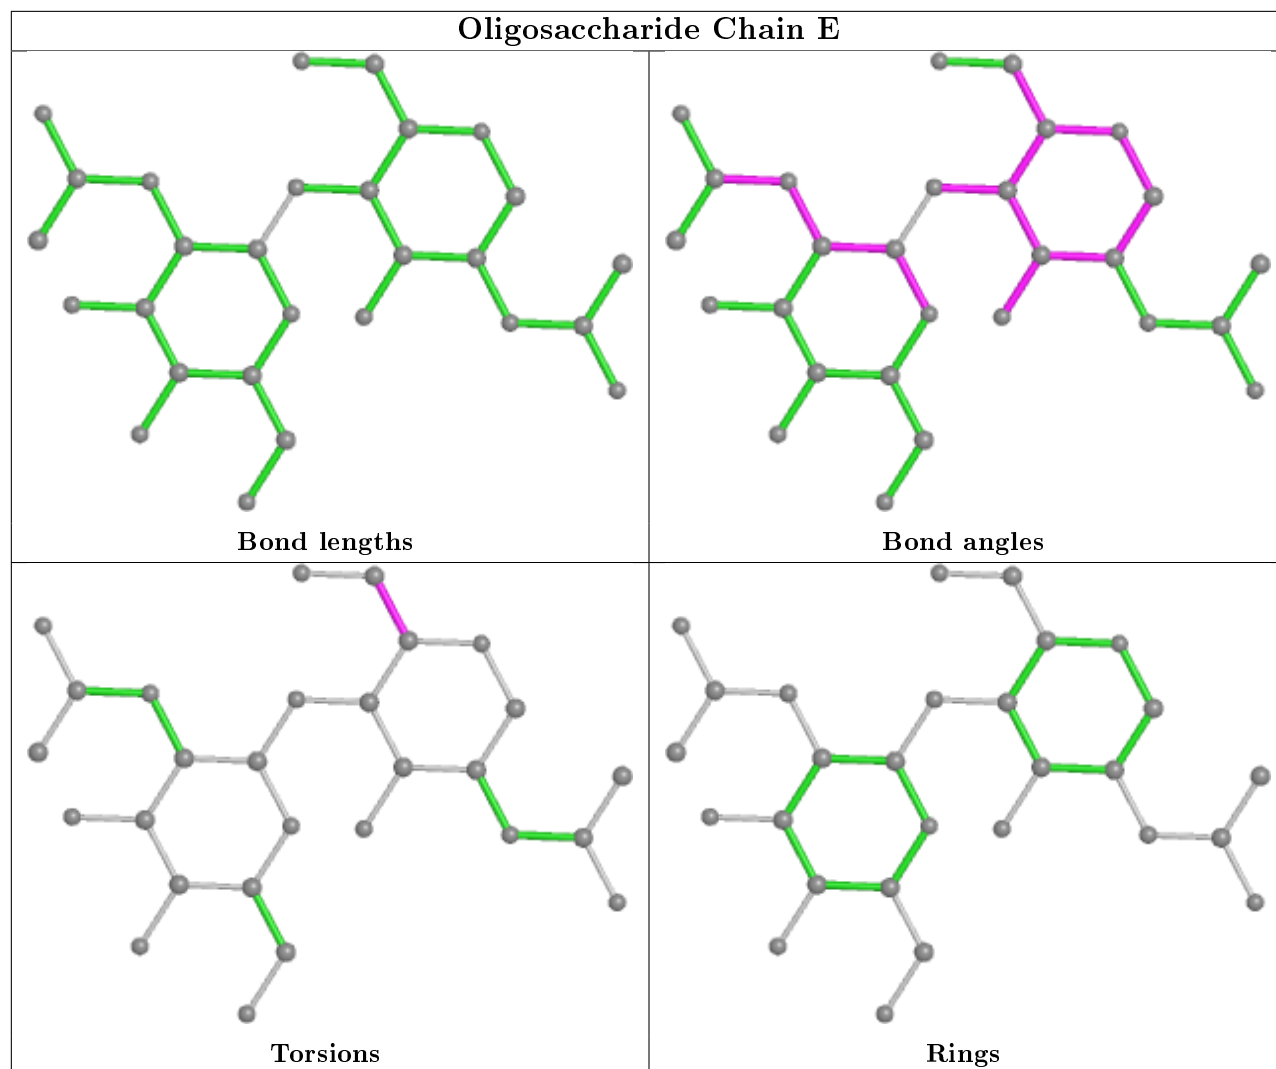 Oligosaccharide Chain E
Bond lengths
Bond angles
Torsions
Rings